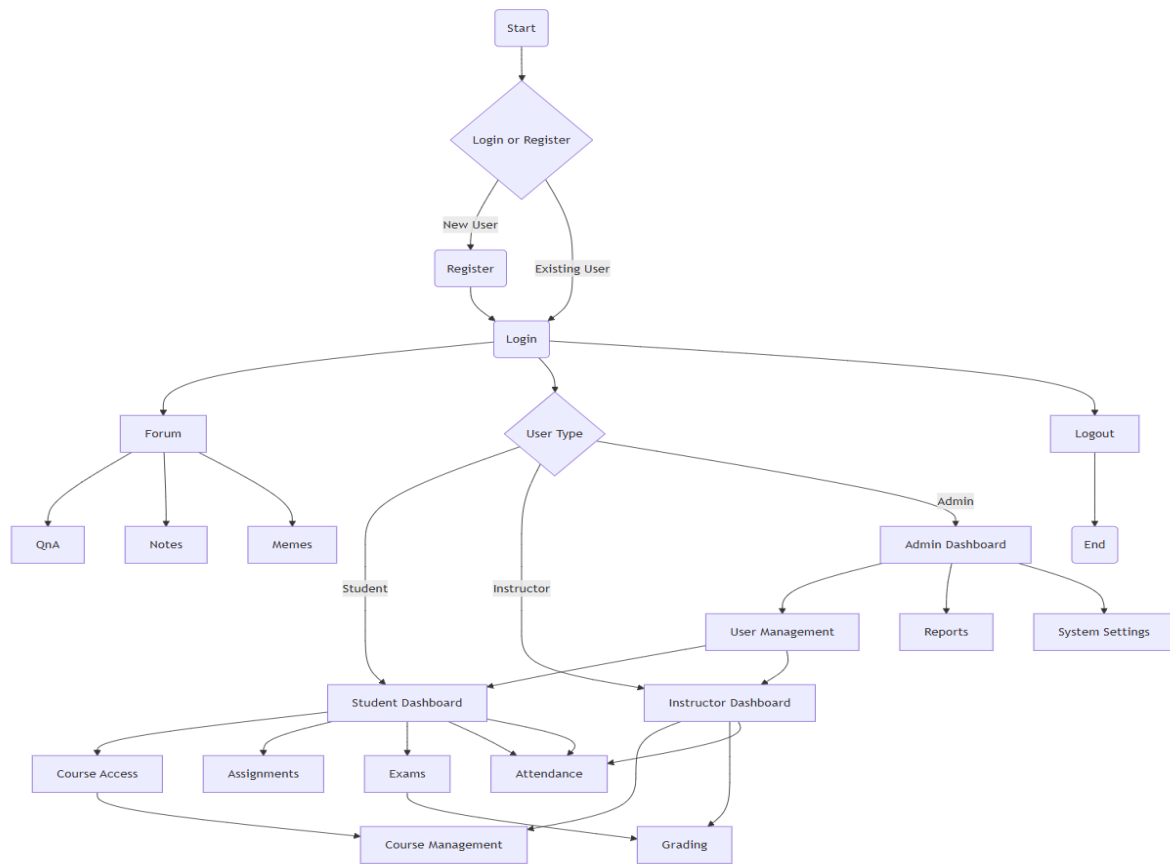 Start
Login or Register
New User
Register
Existing User
Login
Forum
User Type
Logout
Admin
QnA
Notes
Memes
Admin Dashboard
End
Student
Instructor
User Management
Reports
System Settings
Student Dashboard
Instructor Dashboard
Course Access
Assignments
Exams
Attendance
Course Management
Grading